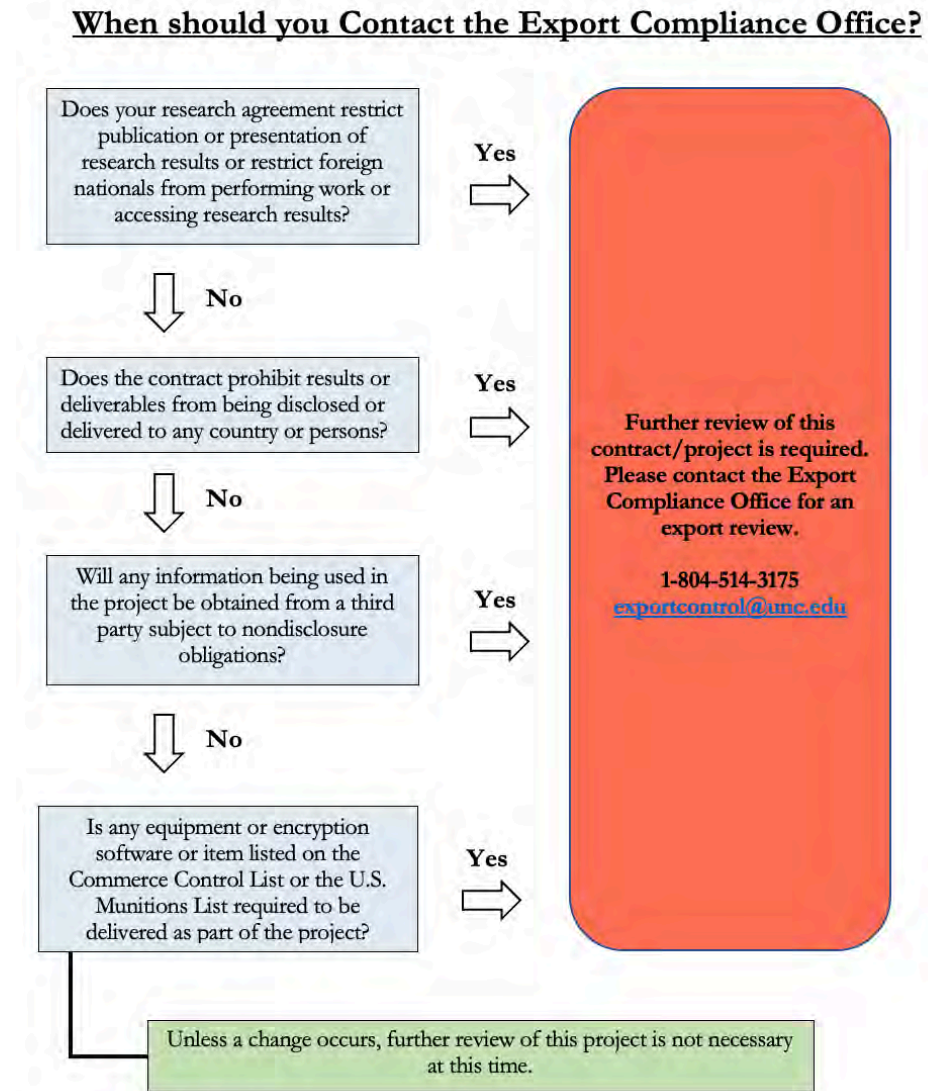 When should you Contact the Export Compliance Office?
Does your research agreement restrict
publication or presentation of
research results or restrict foreign
nationals from performing work or
accessing research results?
Yes
No
Does the contract prohibit results or
deliverables from being disclosed or
delivered to any country or persons?
Yes
No
Will any information being used in
the project be obtained from a third
party subject to nondisclosure
obligations?
Yes
No
Is any equipment or encryption
software or item listed on the
Commerce Control List or the U.S.
Munitions List required to be
delivered as part of the project?
Yes
Further review of this
contract/project is required.
Please contact the Export
Compliance Office for an
export review.
1-804-514-3175
exportcontrol@unc.edu
Unless a change occurs, further review of this project is not necessary
at this time.